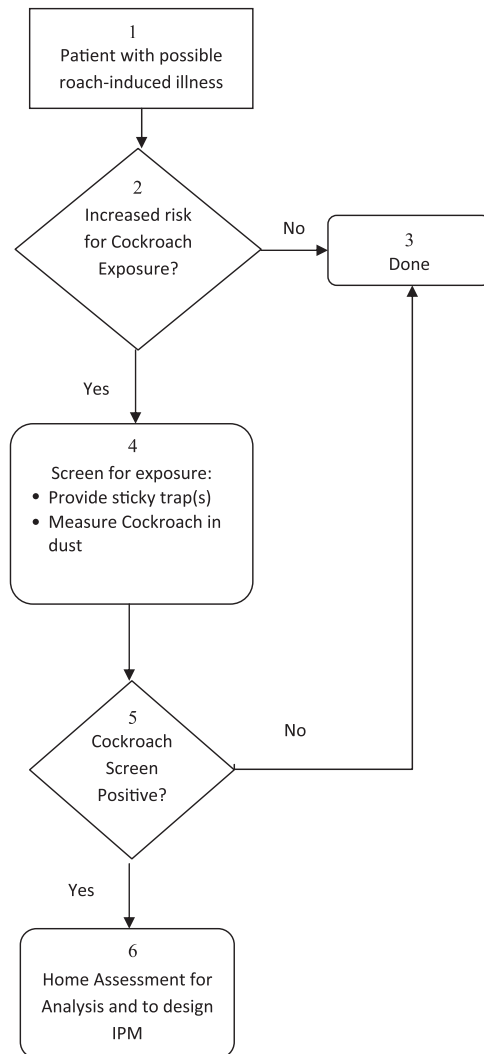 1
Patient with possible
roach-induced illness
2
Increased risk
for Cockroach
Exposure?
No
3
Done
Yes
4
Screen for exposure:
• Provide sticky trap(s)
• Measure Cockroach in
dust
5
Cockroach
Screen
Positive?
No
Yes
6
Home Assessment for
Analysis and to design
IPM